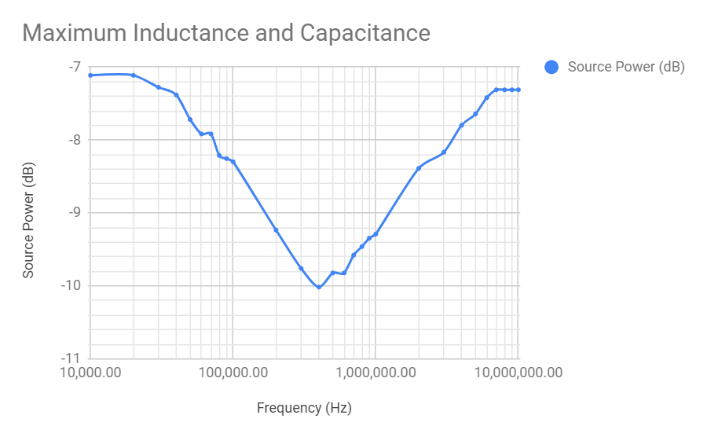 Maximum Inductance and Capacitance
Source Power (dB)
-7
-8
-9
-10
-11
Source Power (dB)
10,000.00
100,000.00
1,000,000.00
10,000,000.00
Frequency (Hz)